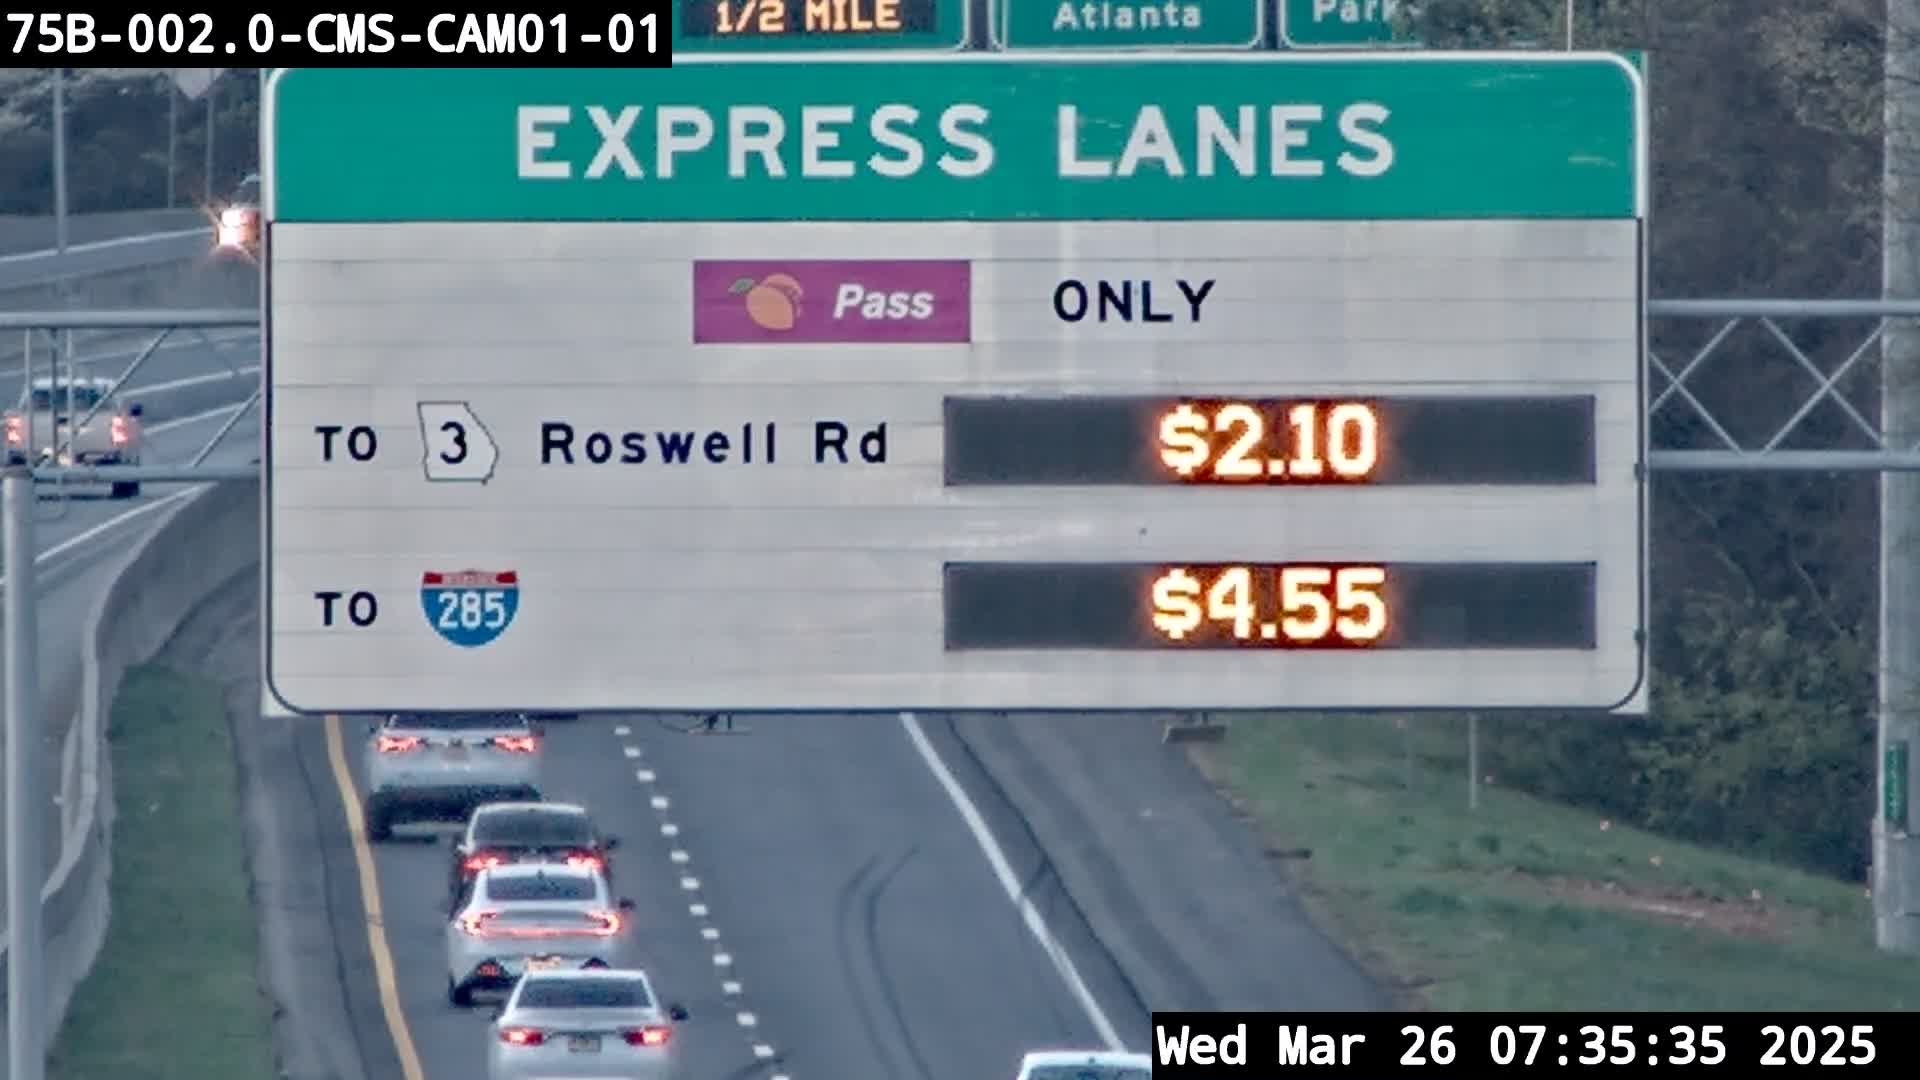 75B-002.0-CMS-CAM01-01
1/2 MILE
Atlanta
Park
EXPRESS LANES
Pass ONLY
TO 3 Roswell Rd $2.10
TO 285 $4.55
Wed Mar 26 07:35:35 2025